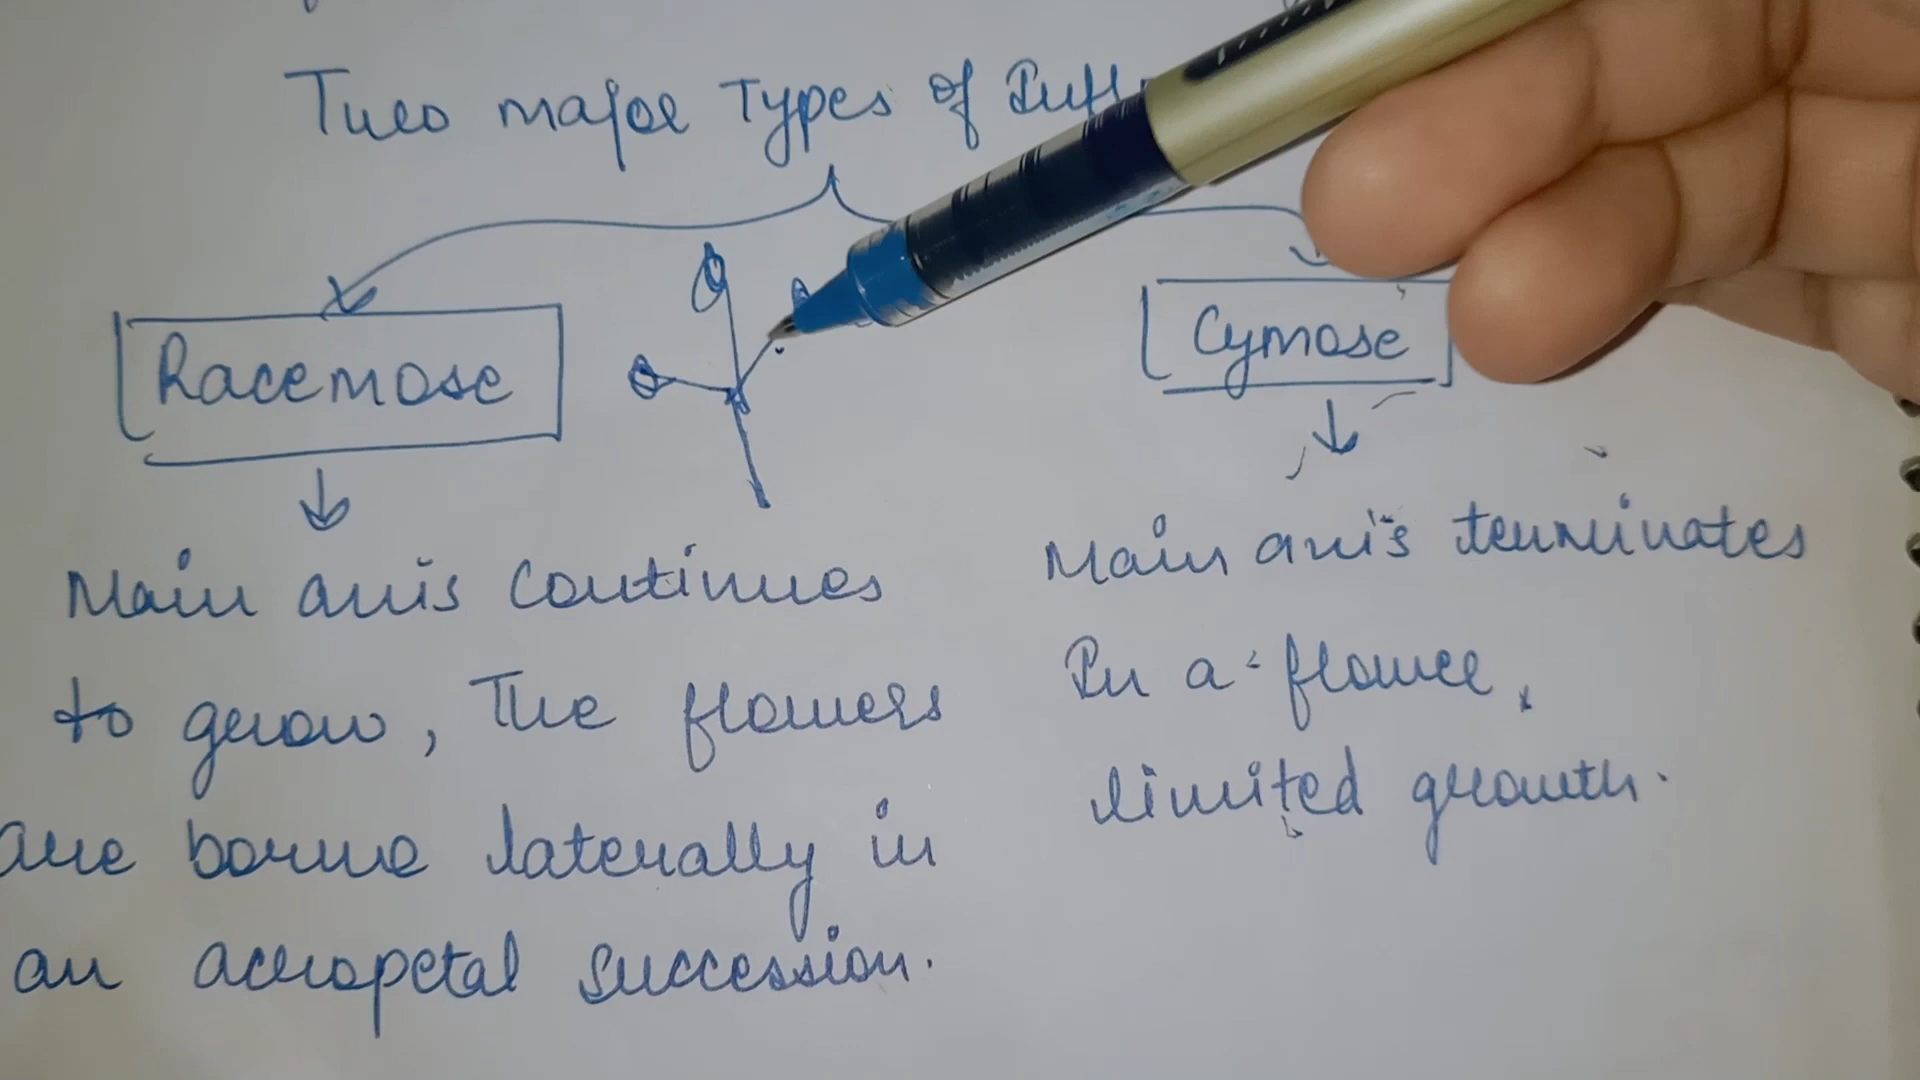 Two major Types of Infl
Racemose
Cymose
Main axis continues
to grow, The flowers
are borne laterally in
an acropetal succession.
Main axis terminates
In a flower,
limited growth.